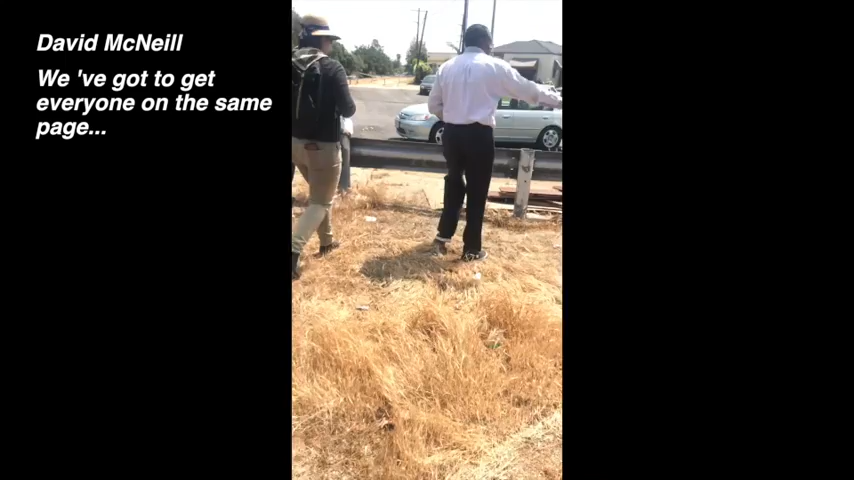 David McNeill
We 've got to get
everyone on the same
page...